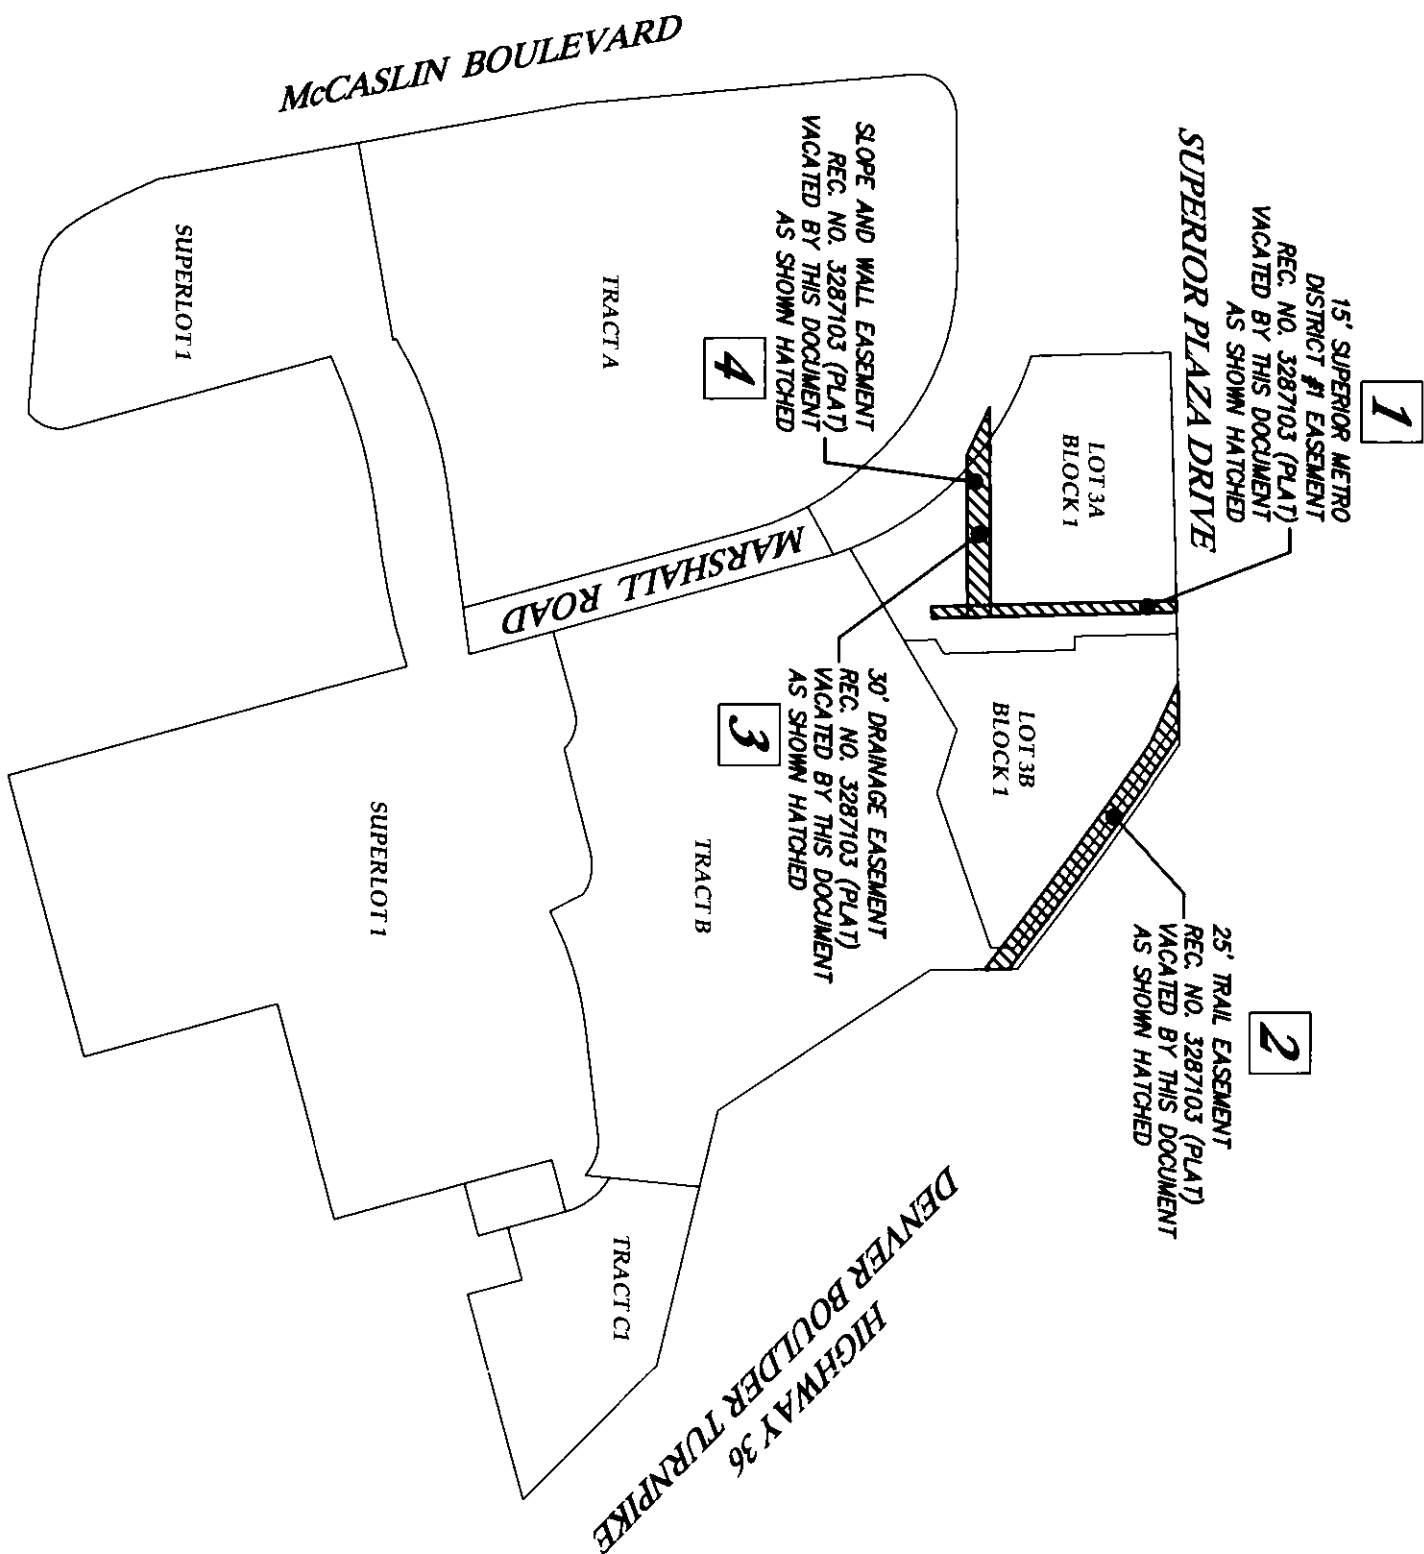 McCASLIN BOULEVARD
SUPERIOR PLAZA DRIVE
1
15' SUPERIOR METRO
DISTRICT #1 EASEMENT
REC. NO. 3287103 (PLAT)
VACATED BY THIS DOCUMENT
AS SHOWN HATCHED
SLOPE AND WALL EASEMENT
REC. NO. 3287103 (PLAT)
VACATED BY THIS DOCUMENT
AS SHOWN HATCHED
4
SUPERLOT 1
TRACT A
LOT 3A
BLOCK 1
MARSHALL ROAD
30' DRAINAGE EASEMENT
REC. NO. 3287103 (PLAT)
VACATED BY THIS DOCUMENT
AS SHOWN HATCHED
3
LOT 3B
BLOCK 1
SUPERLOT 1
TRACT B
2
25' TRAIL EASEMENT
REC. NO. 3287103 (PLAT)
VACATED BY THIS DOCUMENT
AS SHOWN HATCHED
TRACT C1
DENVER BOULDER TURNPIKE
HIGHWAY 36